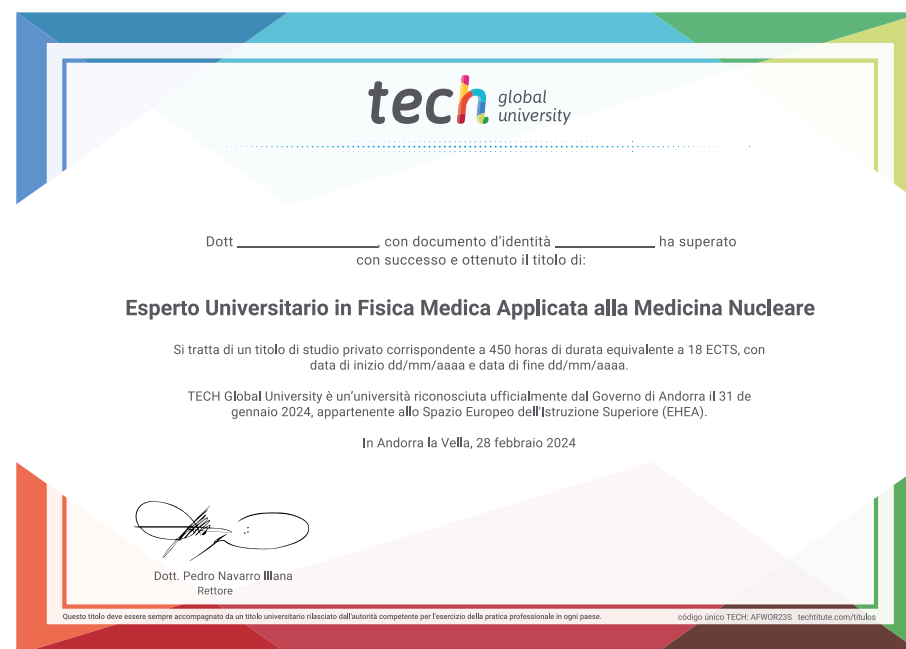 tech global university
Dott ____________________, con documento d'identità ______________ ha superato
con successo e ottenuto il titolo di:
Esperto Universitario in Fisica Medica Applicata alla Medicina Nucleare
Si tratta di un titolo di studio privato corrispondente a 450 horas di durata equivalente a 18 ECTS, con
data di inizio dd/mm/aaaa e data di fine dd/mm/aaaa.
TECH Global University è un'università riconosciuta ufficialmente dal Governo di Andorra il 31 de
gennaio 2024, appartenente allo Spazio Europeo dell'Istruzione Superiore (EHEA).
In Andorra la Vella, 28 febbraio 2024
Dott. Pedro Navarro Illana
Rettore
Questo titolo deve essere sempre accompagnato da un titolo universitario rilasciato dall'autorità competente per l'esercizio della pratica professionale in ogni paese.
código único TECH: AFWOR23S techtitute.com/titulos